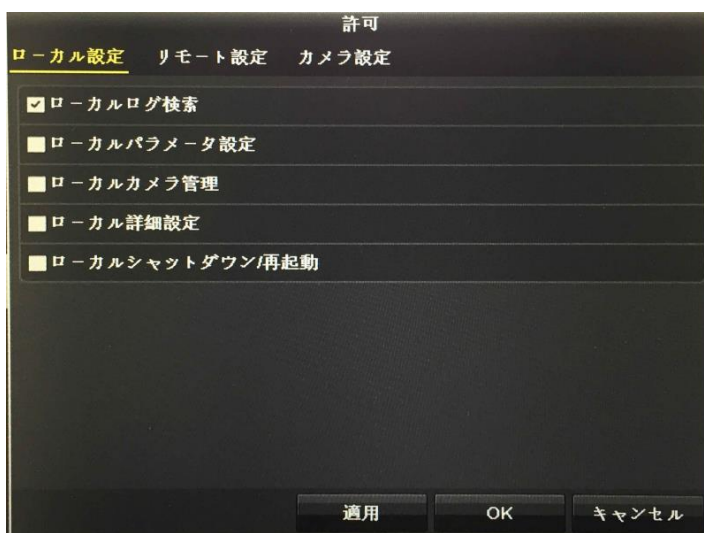 許可
ローカル設定 リモート設定 カメラ設定
ローカルログ検索
ローカルパラメータ設定
ローカルカメラ管理
ローカル詳細設定
ローカルシャットダウン/再起動
適用 OK キャンセル